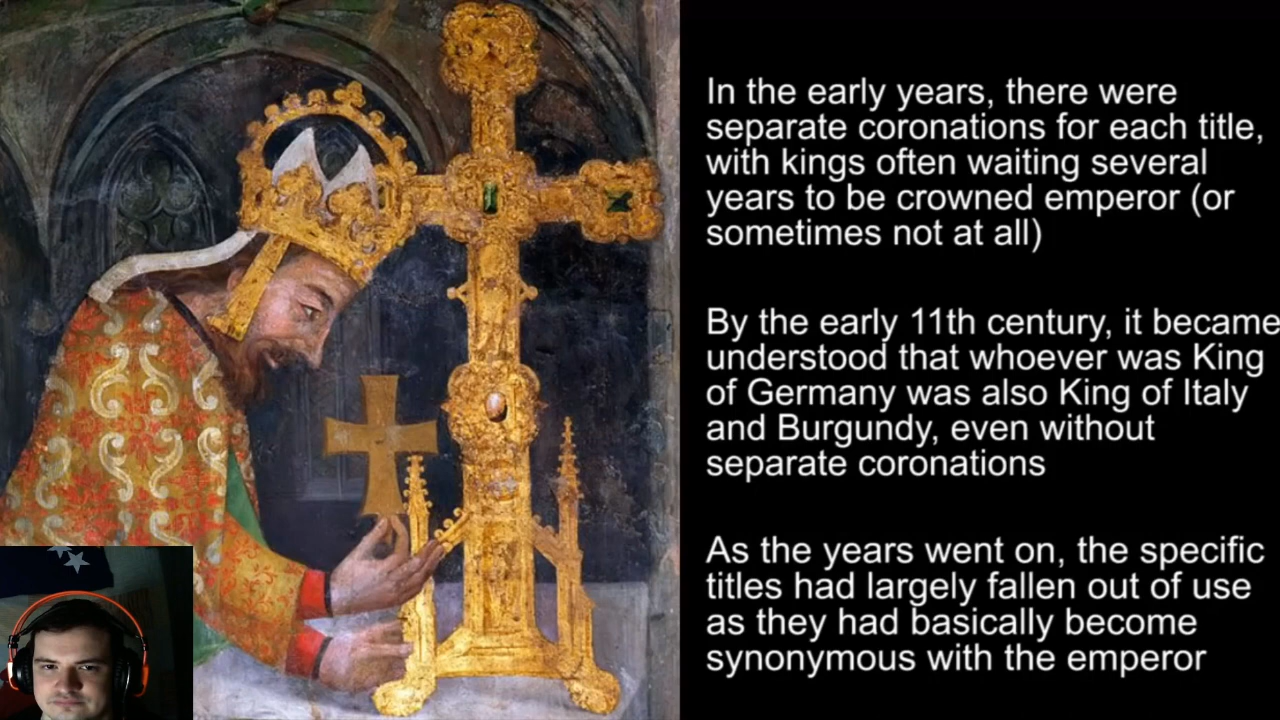 In the early years, there were
separate coronations for each title,
with kings often waiting several
years to be crowned emperor (or
sometimes not at all)
By the early 11th century, it became
understood that whoever was King
of Germany was also King of Italy
and Burgundy, even without
separate coronations
As the years went on, the specific
titles had largely fallen out of use
as they had basically become
synonymous with the emperor